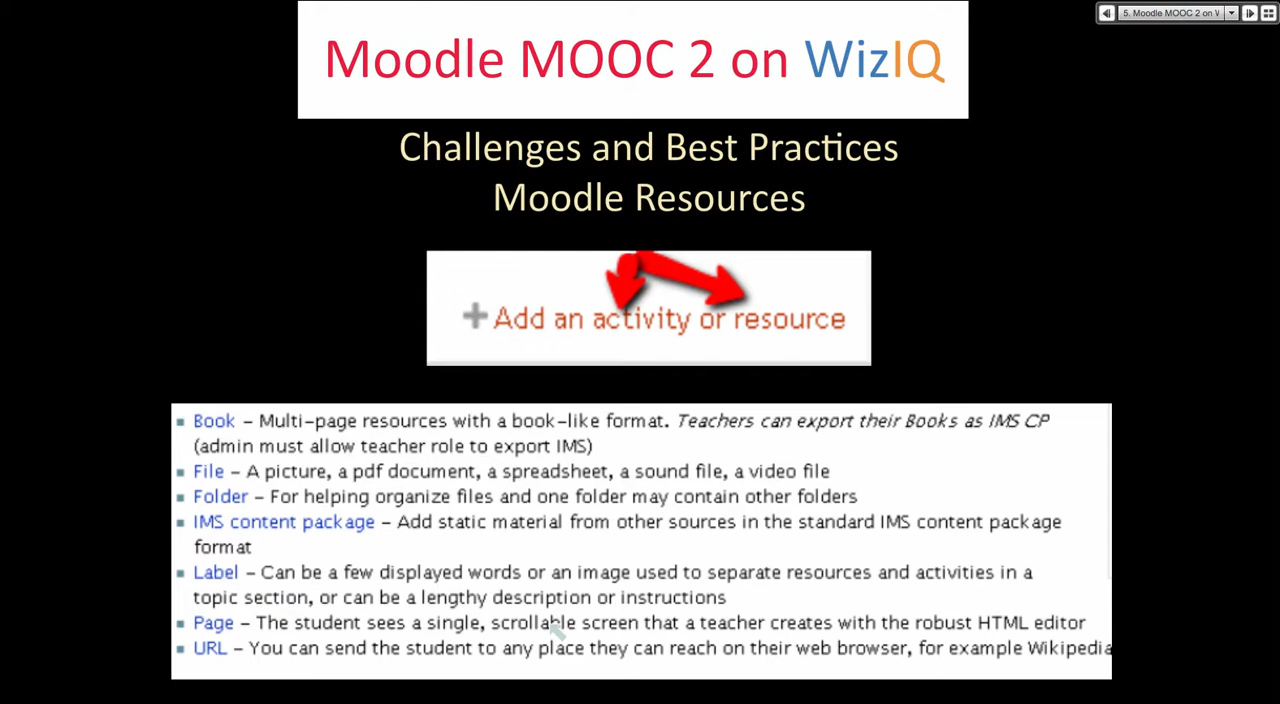 5. Moodle MOOC 2 on V
Moodle MOOC 2 on WizIQ
Challenges and Best Practices
Moodle Resources
Add an activity or resource
Book – Multi-page resources with a book-like format. Teachers can export their Books as IMS CP
(admin must allow teacher role to export IMS)
File – A picture, a pdf document, a spreadsheet, a sound file, a video file
Folder – For helping organize files and one folder may contain other folders
IMS content package – Add static material from other sources in the standard IMS content package
format
Label – Can be a few displayed words or an image used to separate resources and activities in a
topic section, or can be a lengthy description or instructions
Page – The student sees a single, scrollable screen that a teacher creates with the robust HTML editor
URL – You can send the student to any place they can reach on their web browser, for example Wikipedia